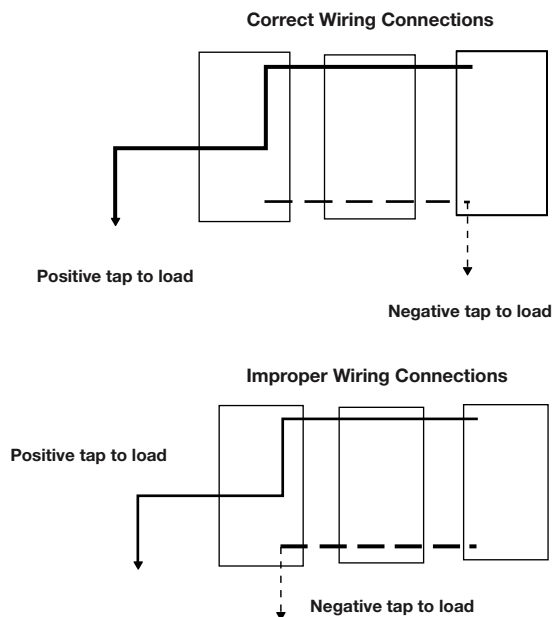 Correct Wiring Connections
Positive tap to load
Negative tap to load
Improper Wiring Connections
Positive tap to load
Negative tap to load